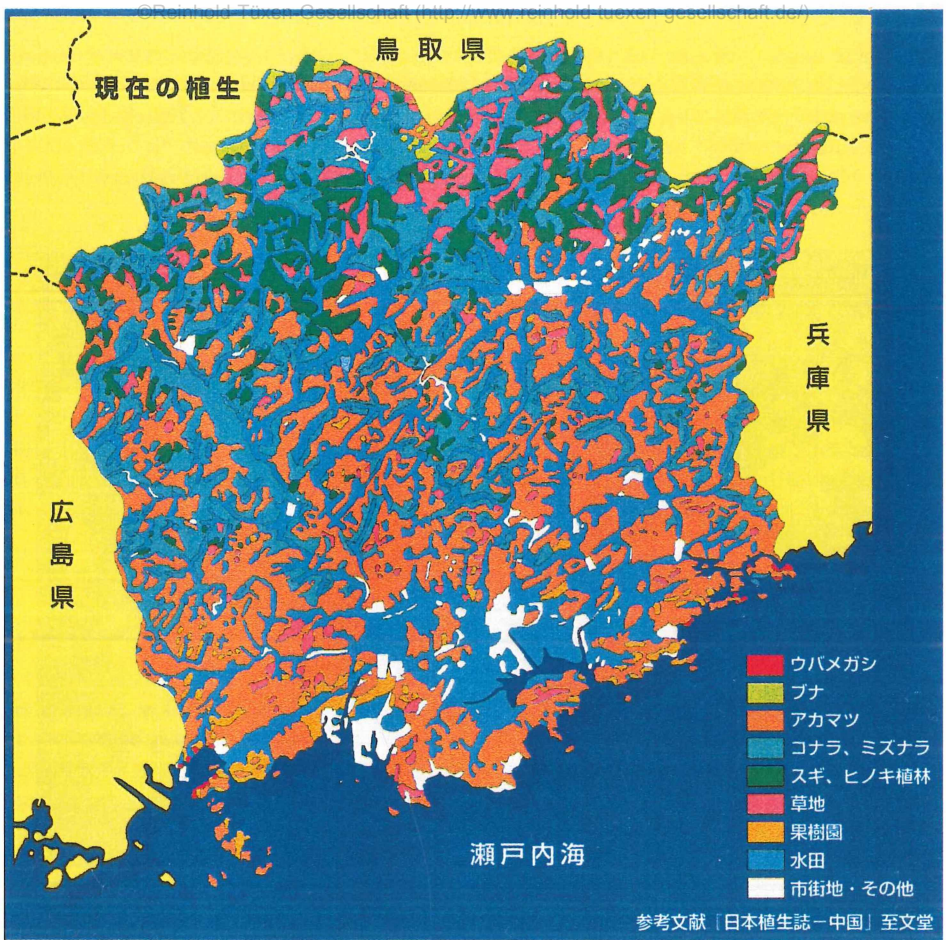 ©Reinhold-Tüxen-Gesellschaft (http://www.reinhold-tuexen-gesellschaft.de/)
鳥取県
現在の植生
兵庫県
広島県
ウバメガシ
ブナ
アカマツ
コナラ、ミズナラ
スギ、ヒノキ植林
草地
果樹園
水田
市街地・その他
瀬戸内海
参考文献［日本植生誌－中国］至文堂